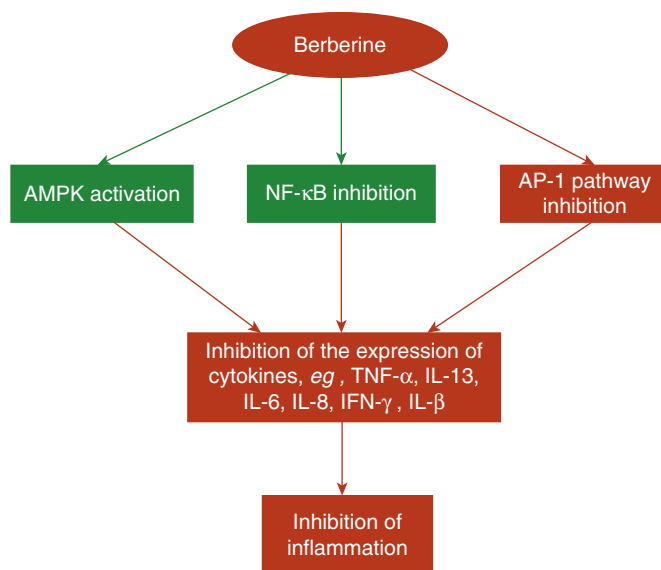 Berberine
AMPK activation
NF-κB inhibition
AP-1 pathway
inhibition
Inhibition of the expression of
cytokines, eg , TNF-α, IL-13,
IL-6, IL-8, IFN-γ , IL-β
Inhibition of
inflammation